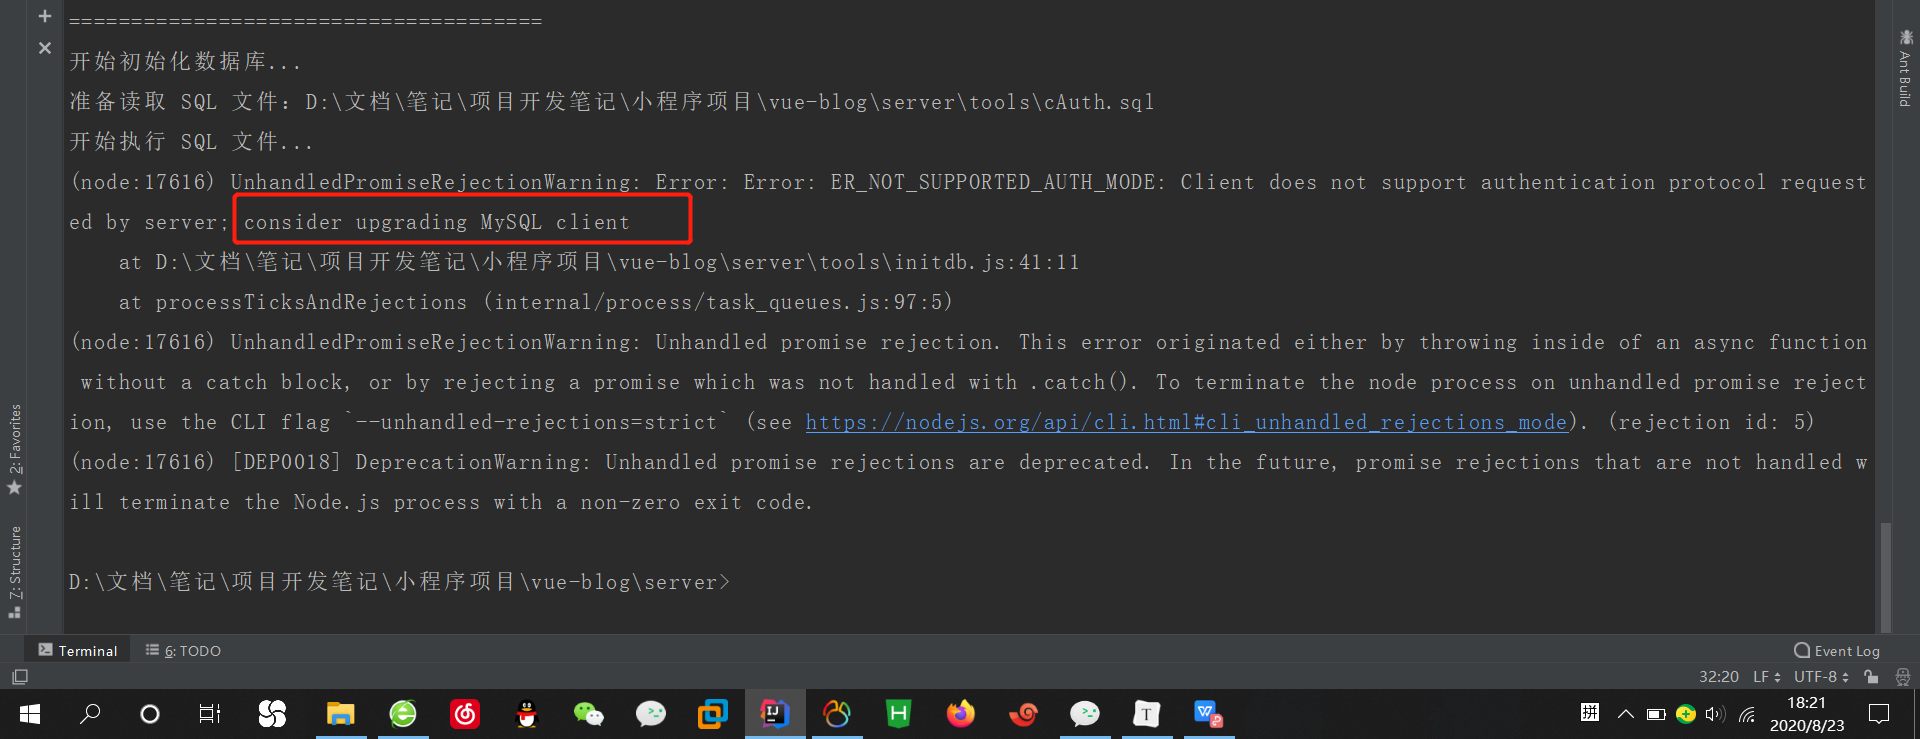 ======================================
开始初始化数据库...
准备读取 SQL 文件：D:\文档\笔记\项目开发笔记\小程序项目\vue-blog\server\tools\cAuth.sql
开始执行 SQL 文件...
(node:17616) UnhandledPromiseRejectionWarning: Error: Error: ER_NOT_SUPPORTED_AUTH_MODE: Client does not support authentication protocol request
ed by server; consider upgrading MySQL client
    at D:\文档\笔记\项目开发笔记\小程序项目\vue-blog\server\tools\initdb.js:41:11
    at processTicksAndRejections (internal/process/task_queues.js:97:5)
(node:17616) UnhandledPromiseRejectionWarning: Unhandled promise rejection. This error originated either by throwing inside of an async function
 without a catch block, or by rejecting a promise which was not handled with .catch(). To terminate the node process on unhandled promise reject
ion, use the CLI flag `--unhandled-rejections=strict` (see https://nodejs.org/api/cli.html#cli_unhandled_rejections_mode). (rejection id: 5)
(node:17616) [DEP0018] DeprecationWarning: Unhandled promise rejections are deprecated. In the future, promise rejections that are not handled w
ill terminate the Node.js process with a non-zero exit code.
D:\文档\笔记\项目开发笔记\小程序项目\vue-blog\server>
Ant Build
2: Favorites
7: Structure
Terminal
6: TODO
Event Log
32:20 LF UTF-8
拼
18:21
2020/8/23